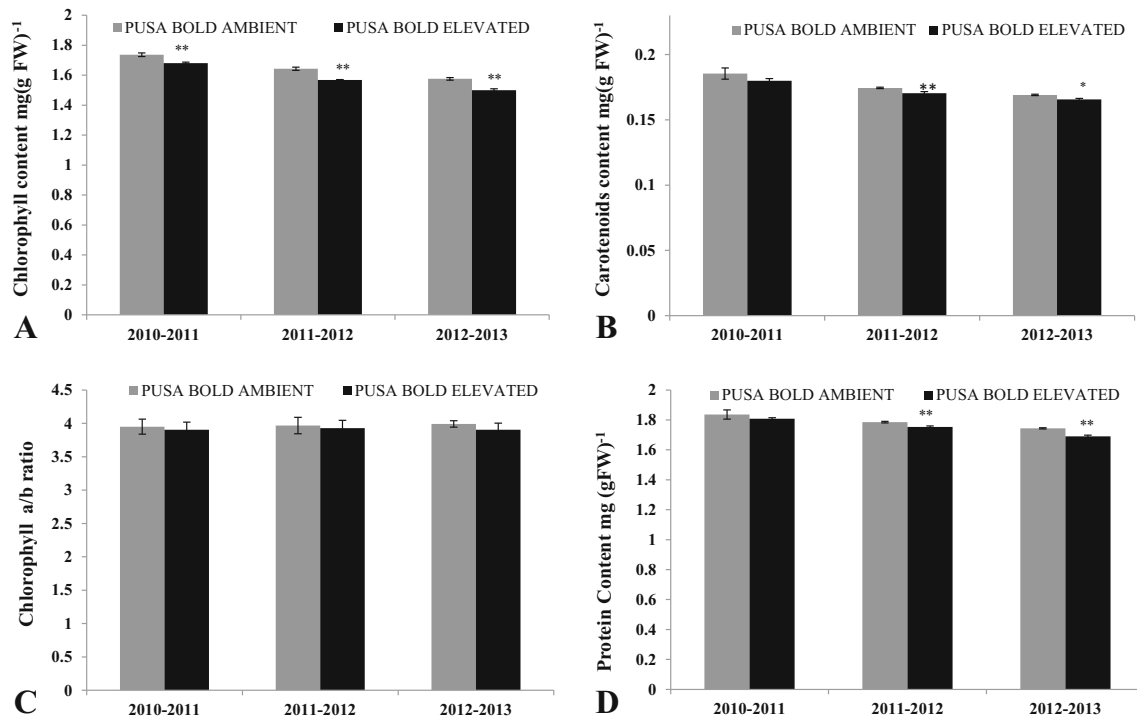 PUSA BOLD AMBIENT PUSA BOLD ELEVATED
Chlorophyll content mg(g FW)-1
2
1.8
1.6
1.4
1.2
1
0.8
0.6
0.4
0.2
0
** ** **
2010-2011 2011-2012 2012-2013
A
PUSA BOLD AMBIENT PUSA BOLD ELEVATED
Carotenoids content mg(g FW)-1
0.2
0.15
0.1
0.05
0
** *
2010-2011 2011-2012 2012-2013
B
PUSA BOLD AMBIENT PUSA BOLD ELEVATED
Chlorophyll a/b ratio
4.5
4
3.5
3
2.5
2
1.5
1
0.5
0
2010-2011 2011-2012 2012-2013
C
PUSA BOLD AMBIENT PUSA BOLD ELEVATED
Protein Content mg (gFW)-1
2
1.8
1.6
1.4
1.2
1
0.8
0.6
0.4
0.2
0
** **
2010-2011 2011-2012 2012-2013
D